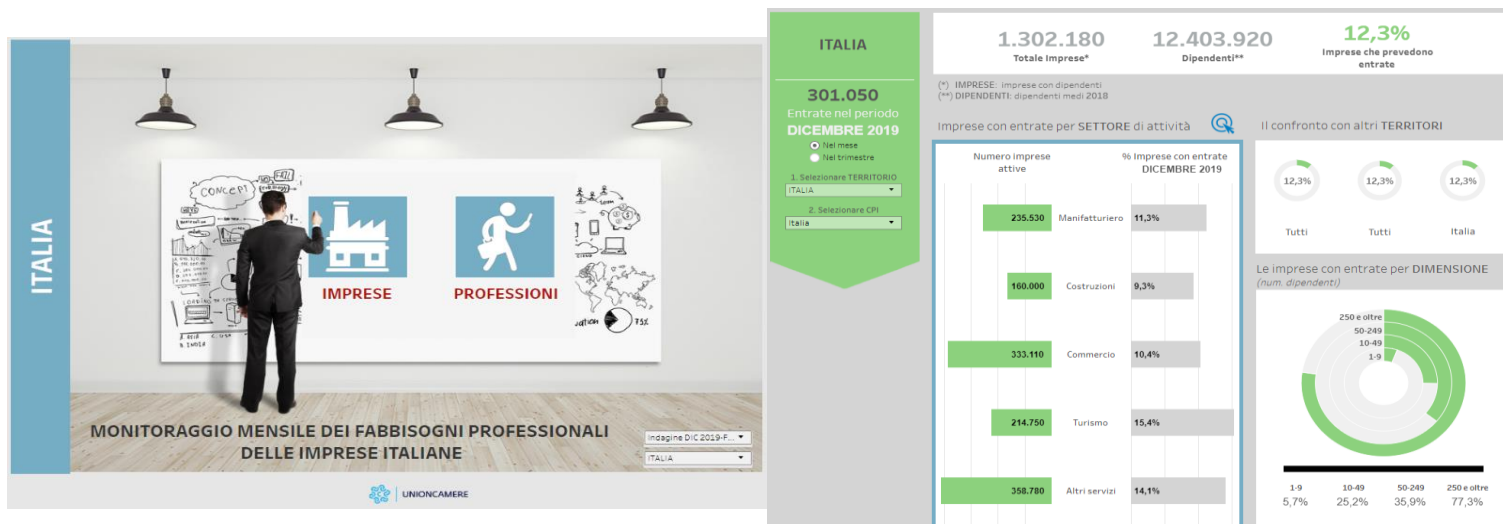 ITALIA
CONCEPT
IMPRESE
PROFESSIONI
75%
MONITORAGGIO MENSILE DEI FABBISOGNI PROFESSIONALI
DELLE IMPRESE ITALIANE
Indagine DIC 2019-F...
ITALIA
UNIONCAMERE
ITALIA
301.050
Entrate nel periodo
DICEMBRE 2019
Nel mese
Nel trimestre
1. Selezionare TERRITORIO
ITALIA
2. Selezionare CPI
Italia
1.302.180
Totale Imprese*
12.403.920
Dipendenti**
12,3%
Imprese che prevedono
entrate
(*) IMPRESE: imprese con dipendenti
(**) DIPENDENTI: dipendenti medi 2018
Imprese con entrate per SETTORE di attività
Numero imprese
attive
% Imprese con entrate
DICEMBRE 2019
235.530 Manifatturiero 11,3%
160.000 Costruzioni 9,3%
333.110 Commercio 10,4%
214.750 Turismo 15,4%
358.780 Altri servizi 14,1%
Il confronto con altri TERRITORI
12,3% 12,3% 12,3%
Tutti Tutti Italia
Le imprese con entrate per DIMENSIONE
(num. dipendenti)
250 e oltre
50-249
10-49
1-9
1-9 10-49 50-249 250 e oltre
5,7% 25,2% 35,9% 77,3%